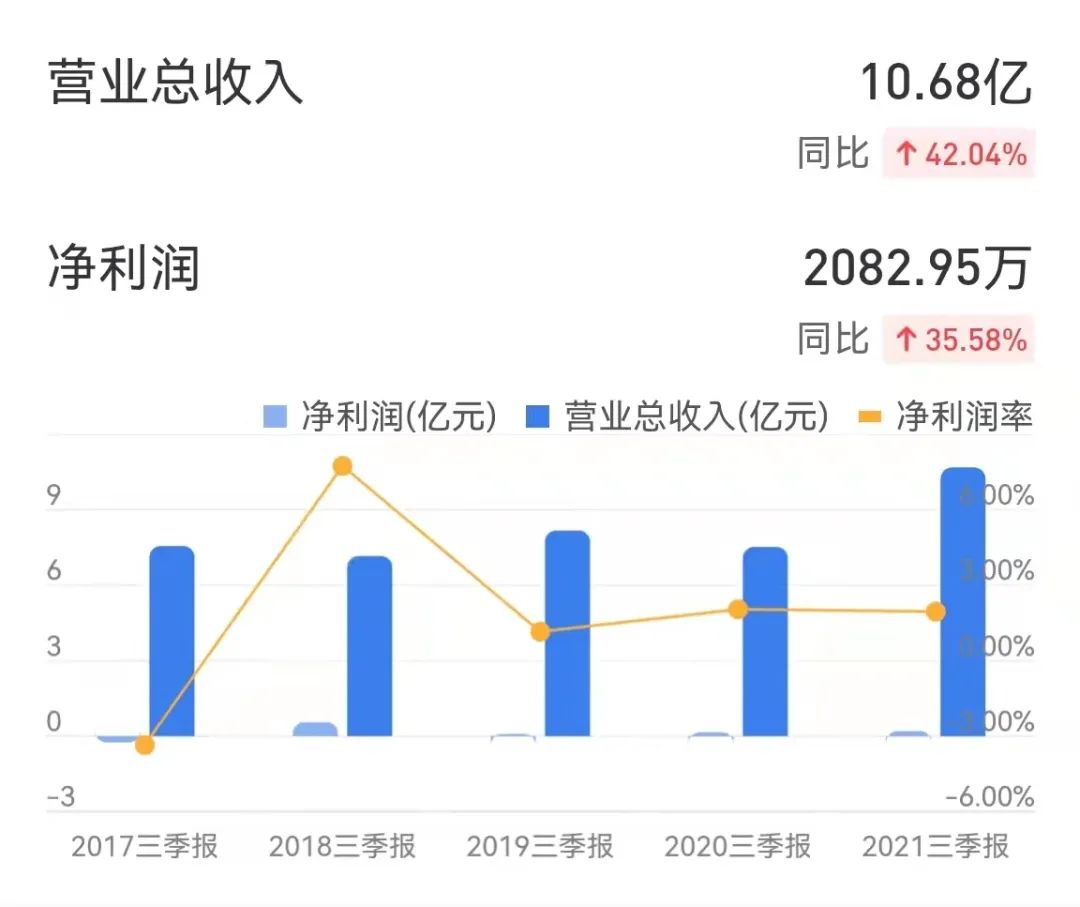 营业总收入 10.68亿
同比 ↑42.04%
净利润 2082.95万
同比 ↑35.58%
净利润(亿元) 营业总收入(亿元) 净利润率
9 6.00%
6 3.00%
3 0.00%
0 -3.00%
-3 -6.00%
2017三季报 2018三季报 2019三季报 2020三季报 2021三季报